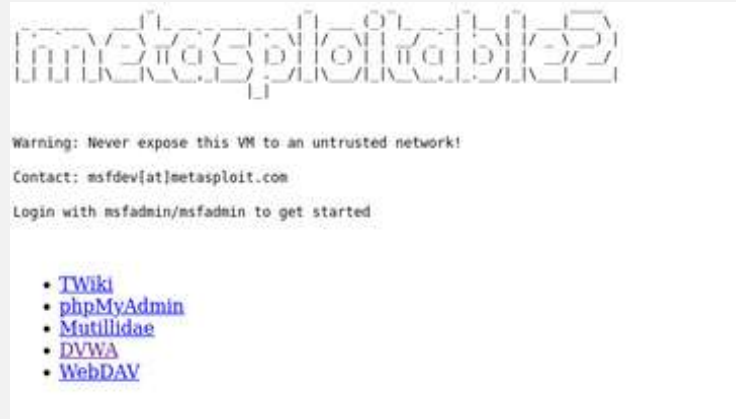 metasploitable2
Warning: Never expose this VM to an untrusted network!
Contact: msfdev[at]metasploit.com
Login with msfadmin/msfadmin to get started
TWiki
phpMyAdmin
Mutillidae
DVWA
WebDAV